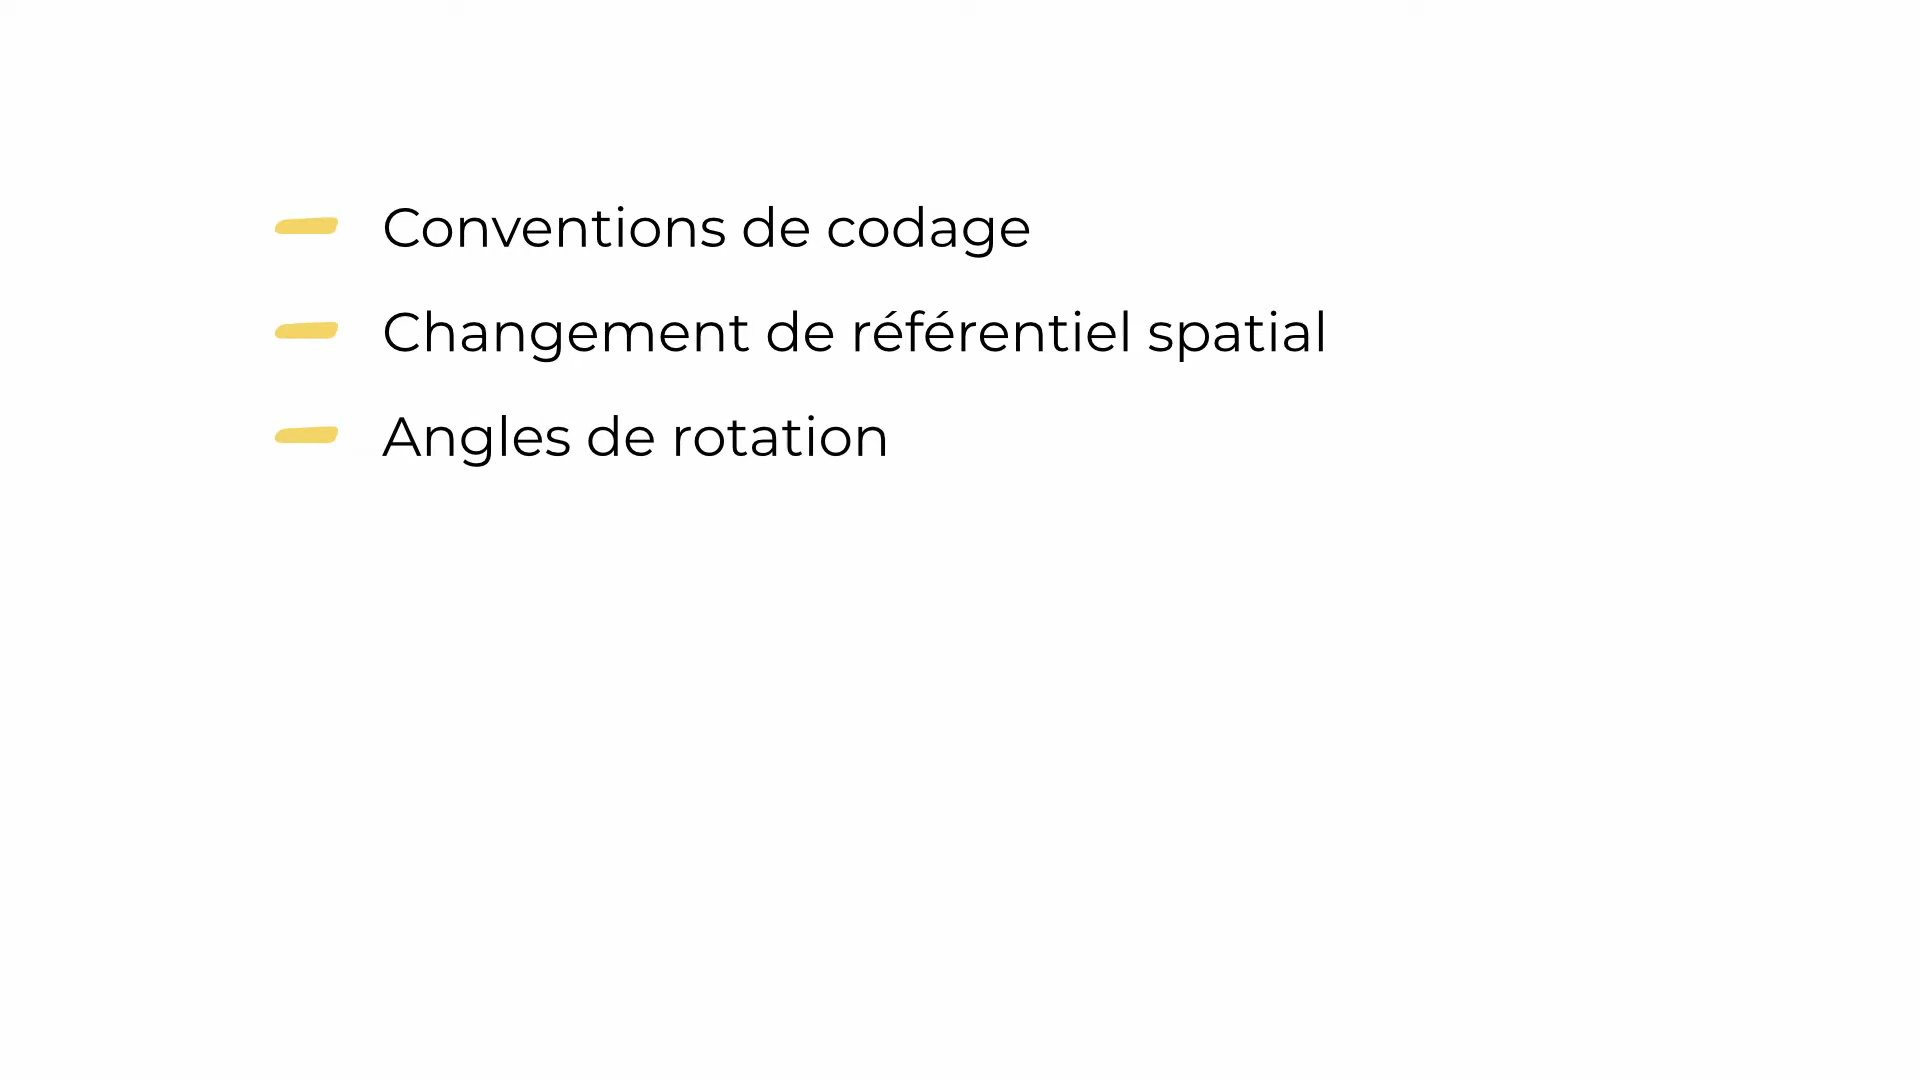 Conventions de codage
Changement de référentiel spatial
Angles de rotation